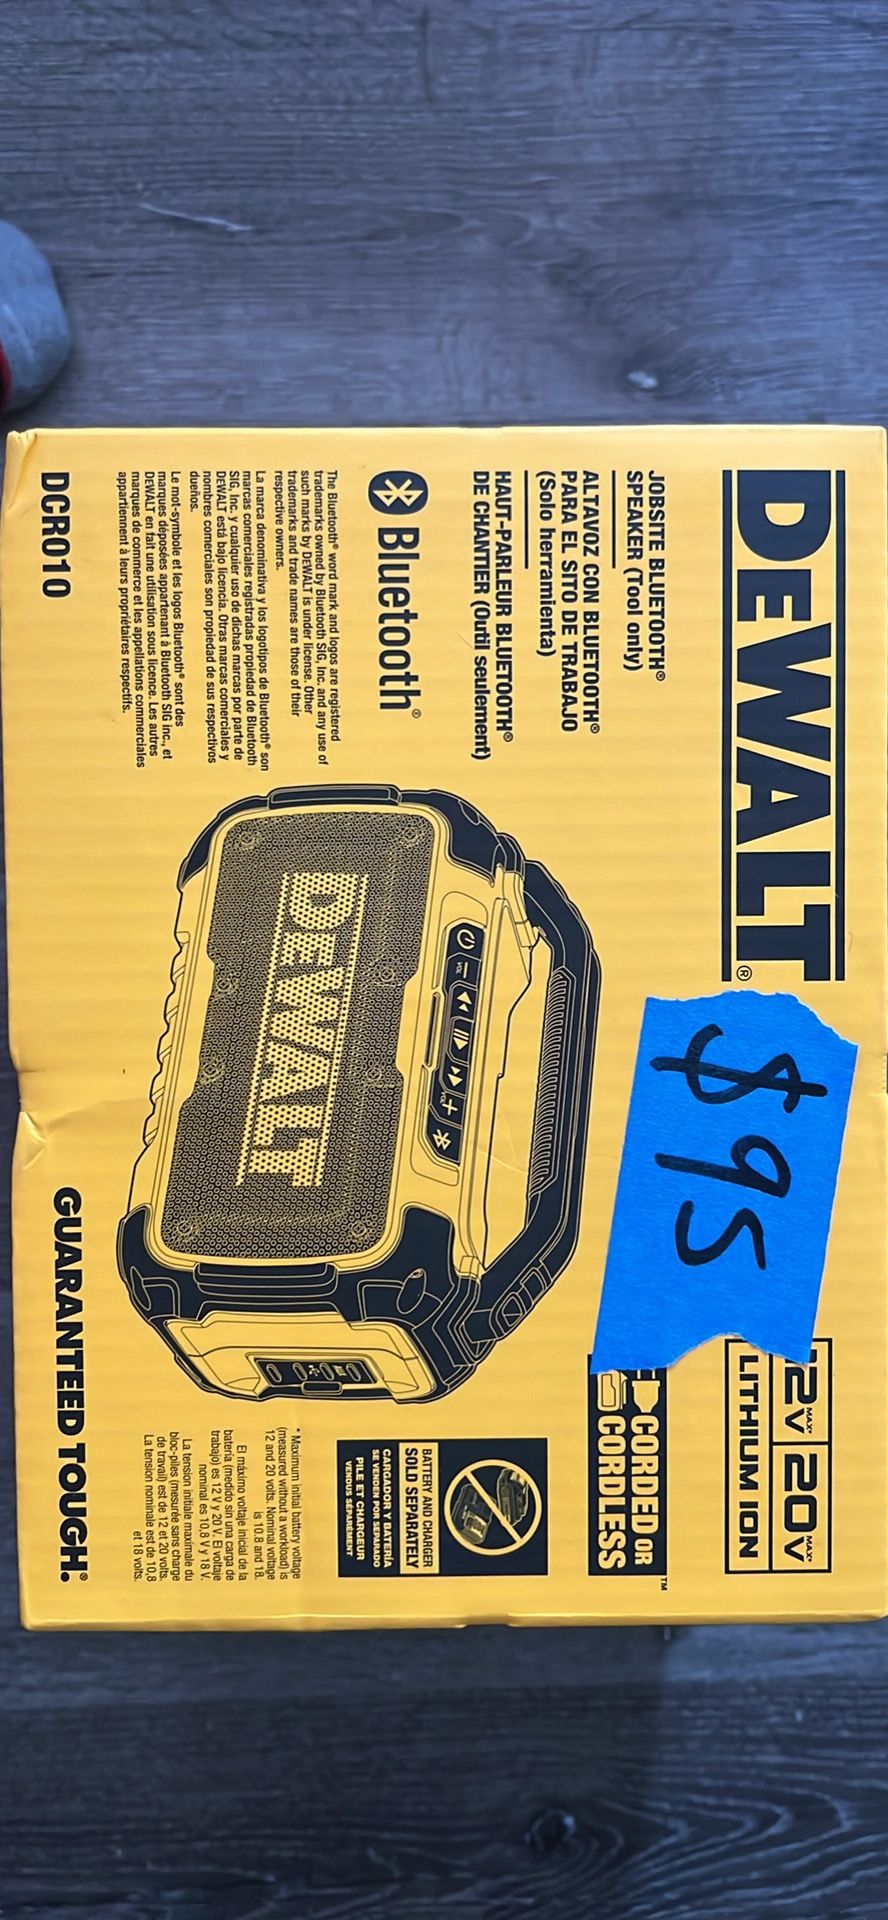 DEWALT®
$95
12V MAX* 20V MAX*
LITHIUM ION
JOBSITE BLUETOOTH®
SPEAKER (Tool only)
ALTAVOZ CON BLUETOOTH®
PARA EL SITO DE TRABAJO
(Solo herramienta)
HAUT-PARLEUR BLUETOOTH®
DE CHANTIER (Outil seulement)
CORDED OR
CORDLESS™
Bluetooth®
The Bluetooth® word mark and logos are registered
trademarks owned by Bluetooth SIG, Inc. and any use of
such marks by DEWALT is under license. Other
trademarks and trade names are those of their
respective owners.
La marca denominativa y los logotipos de Bluetooth® son
marcas comerciales registradas propiedad de Bluetooth
SIG, Inc. y cualquier uso de dichas marcas por parte de
DEWALT está bajo licencia. Otras marcas comerciales y
nombres comerciales son propiedad de sus respectivos
dueños.
Le mot-symbole et les logos Bluetooth® sont des
marques déposées appartenant à Bluetooth SIG inc., et
DEWALT en fait une utilisation sous licence. Les autres
marques de commerce et les appellations commerciales
appartiennent à leurs propriétaires respectifs.
VOL - VOL +
DEWALT
BATTERY AND CHARGER
SOLD SEPARATELY
CARGADOR Y BATERÍA
SE VENDEN POR SEPARADO
PILE ET CHARGEUR
VENDUS SÉPARÉMENT
* Maximum initial battery voltage
(measured without a workload) is
12 and 20 volts. Nominal voltage
is 10.8 and 18.
El máximo voltaje inicial de la
batería (medido sin una carga de
trabajo) es 12 V y 20 V. El voltaje
nominal es 10,8 V y 18 V.
La tension initiale maximale du
bloc-piles (mesurée sans charge
de travail) est de 12 et 20 volts.
La tension nominale est de 10,8
et 18 volts.
DCR010
GUARANTEED TOUGH.®